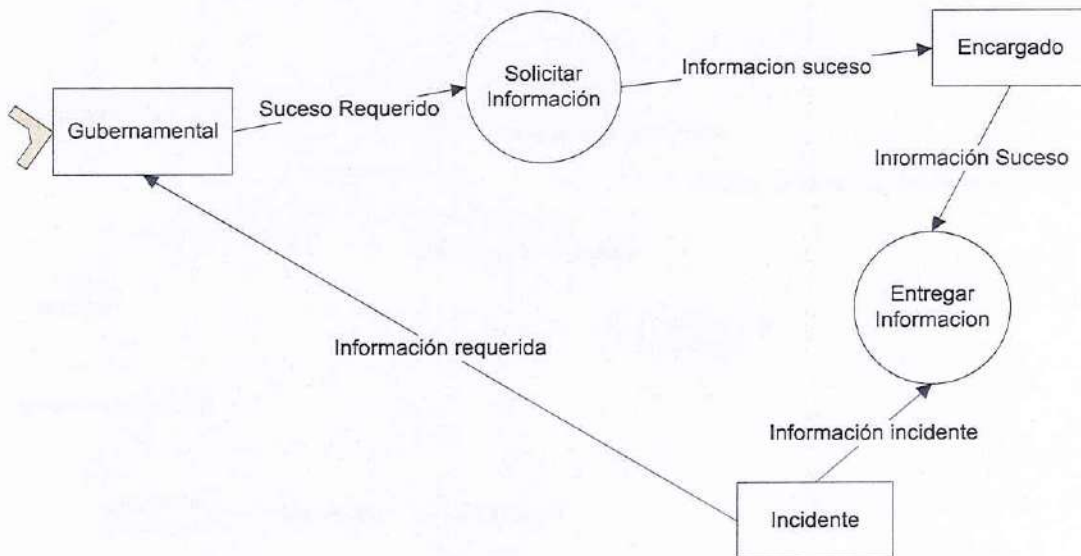 Encargado
Solicitar
Información
Informacion suceso
Suceso Requerido
Gubernamental
Inrormación Suceso
Entregar
Informacion
Información requerida
Información incidente
Incidente